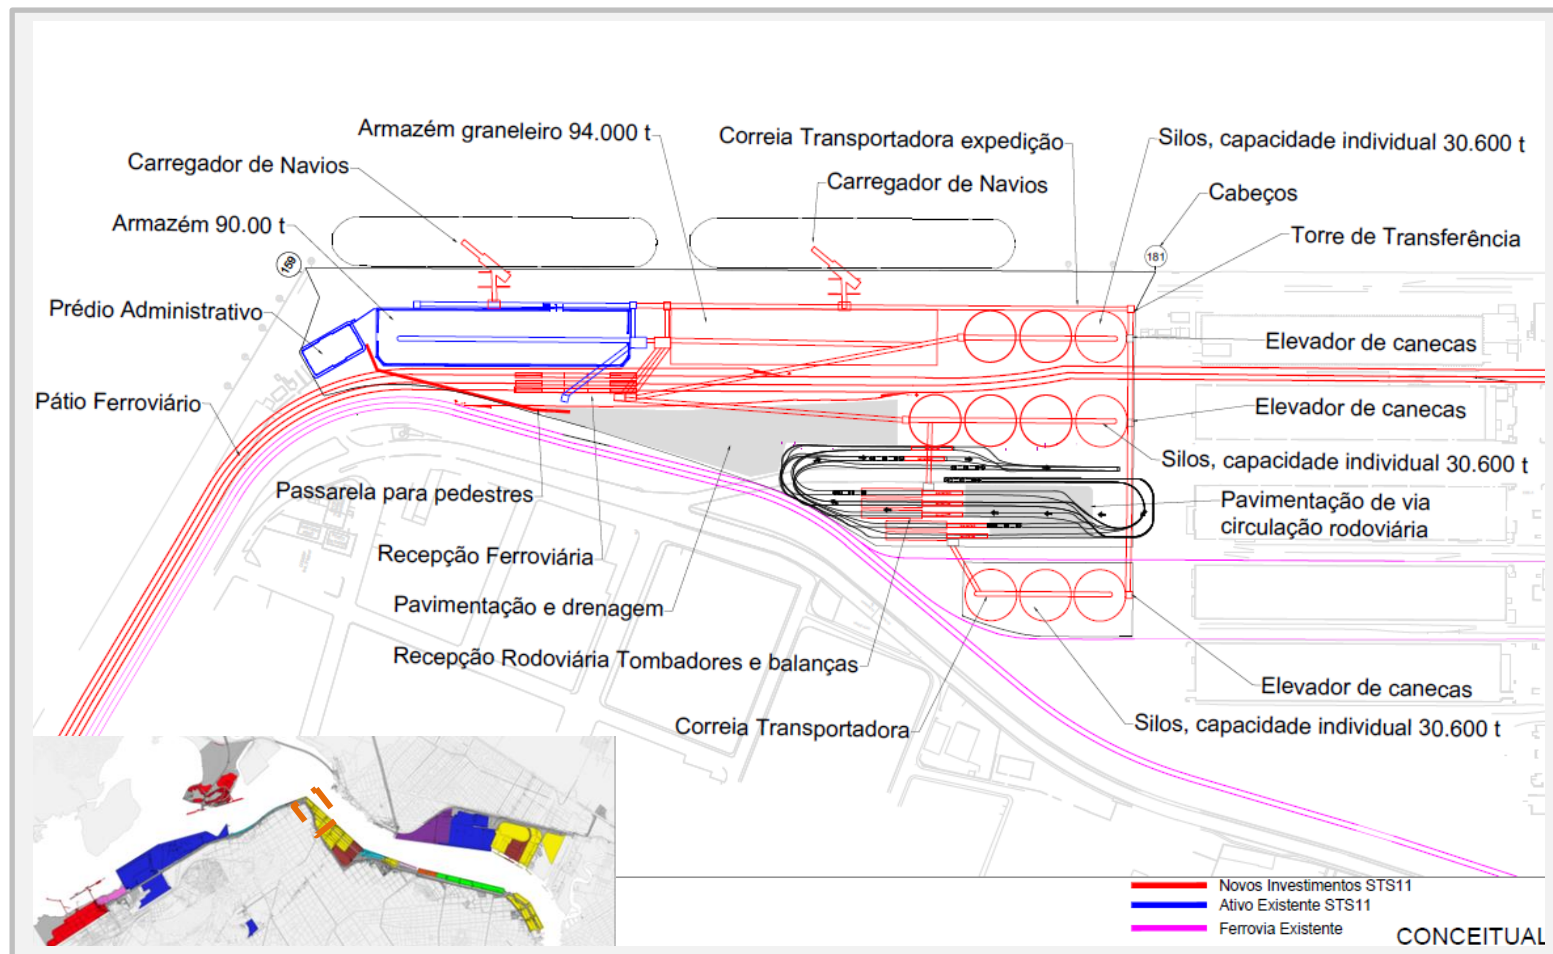 Armazém graneleiro 94.000 t
Correia Transportadora expedição
Silos, capacidade individual 30.600 t
Carregador de Navios
Carregador de Navios
Cabeços
Armazém 90.00 t
Torre de Transferência
159
181
Prédio Administrativo
Elevador de canecas
Pátio Ferroviário
Elevador de canecas
Silos, capacidade individual 30.600 t
Passarela para pedestres
Pavimentação de via
circulação rodoviária
Recepção Ferroviária
Pavimentação e drenagem
Recepção Rodoviária Tombadores e balanças
Elevador de canecas
Correia Transportadora
Silos, capacidade individual 30.600 t
Novos Investimentos STS11
Ativo Existente STS11
Ferrovia Existente
CONCEITUAL